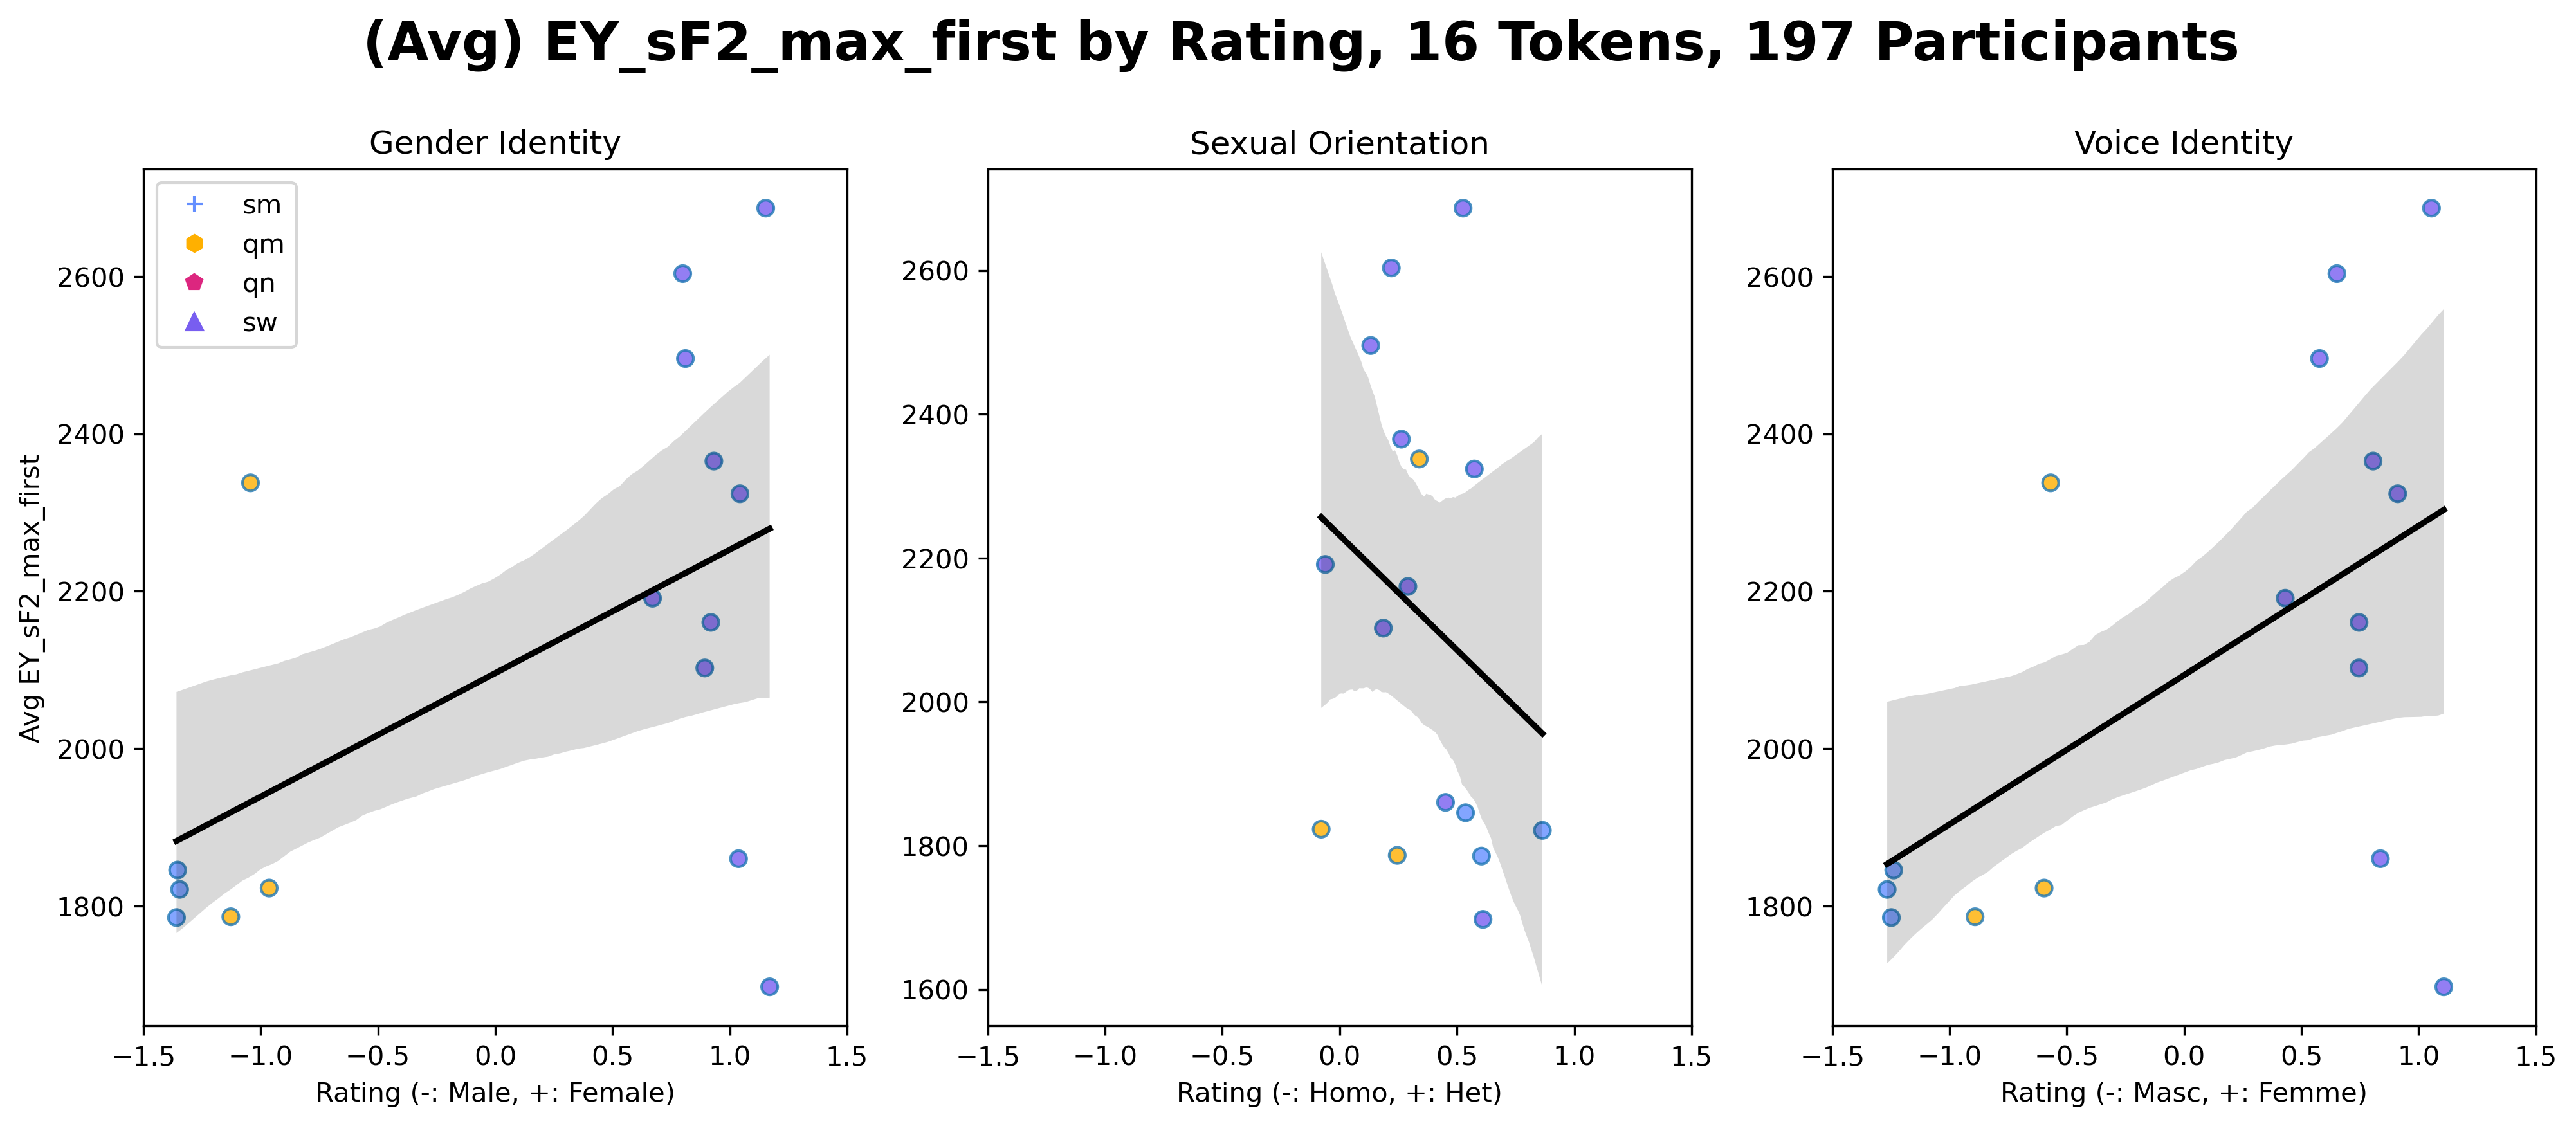 (Avg) EY_sF2_max_first by Rating, 16 Tokens, 197 Participants
Gender Identity
sm
qm
qn
sw
Avg EY_sF2_max_first
2600
2400
2200
2000
1800
−1.5 −1.0 −0.5 0.0 0.5 1.0 1.5
Rating (-: Male, +: Female)
Sexual Orientation
2600
2400
2200
2000
1800
1600
−1.5 −1.0 −0.5 0.0 0.5 1.0 1.5
Rating (-: Homo, +: Het)
Voice Identity
2600
2400
2200
2000
1800
−1.5 −1.0 −0.5 0.0 0.5 1.0 1.5
Rating (-: Masc, +: Femme)